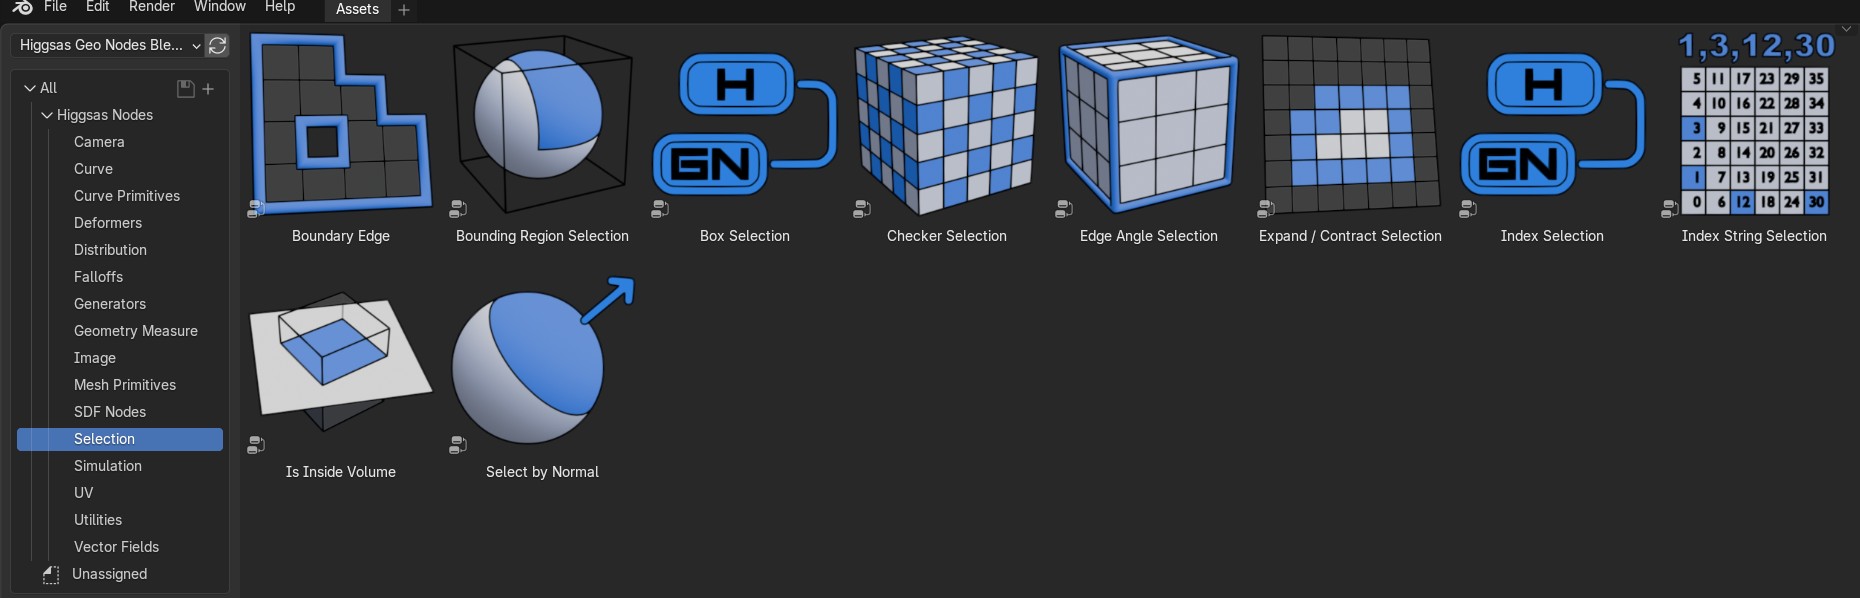 File Edit Render Window Help Assets +
Higgsas Geo Nodes Ble...
All
Higgsas Nodes
Camera
Curve
Curve Primitives
Deformers
Distribution
Falloffs
Generators
Geometry Measure
Image
Mesh Primitives
SDF Nodes
Selection
Simulation
UV
Utilities
Vector Fields
Unassigned
H
GN
H
GN
1,3,12,30
5 11 17 23 29 35
4 10 16 22 28 34
3 9 15 21 27 33
2 8 14 20 26 32
1 7 13 19 25 31
0 6 12 18 24 30
Boundary Edge
Bounding Region Selection
Box Selection
Checker Selection
Edge Angle Selection
Expand / Contract Selection
Index Selection
Index String Selection
Is Inside Volume
Select by Normal